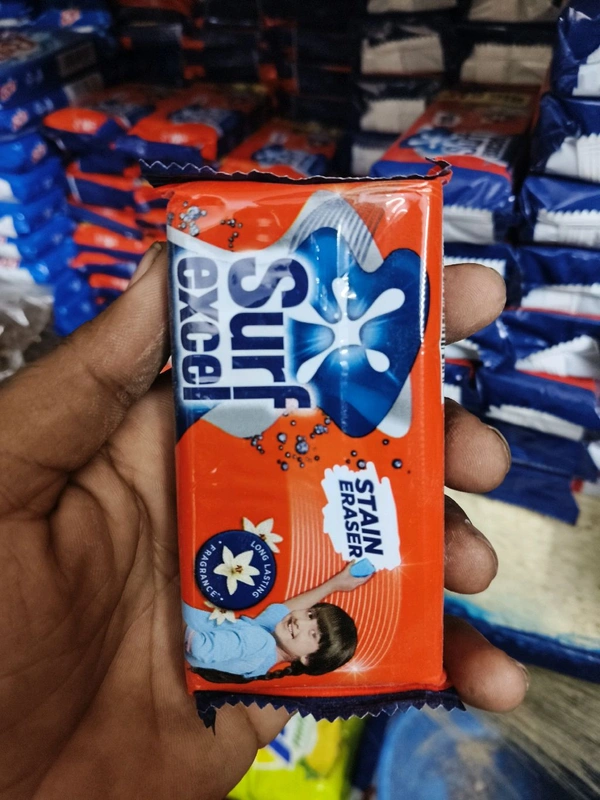 Surf
excel
STAIN
ERASER
LONG LASTING
FRAGRANCE*